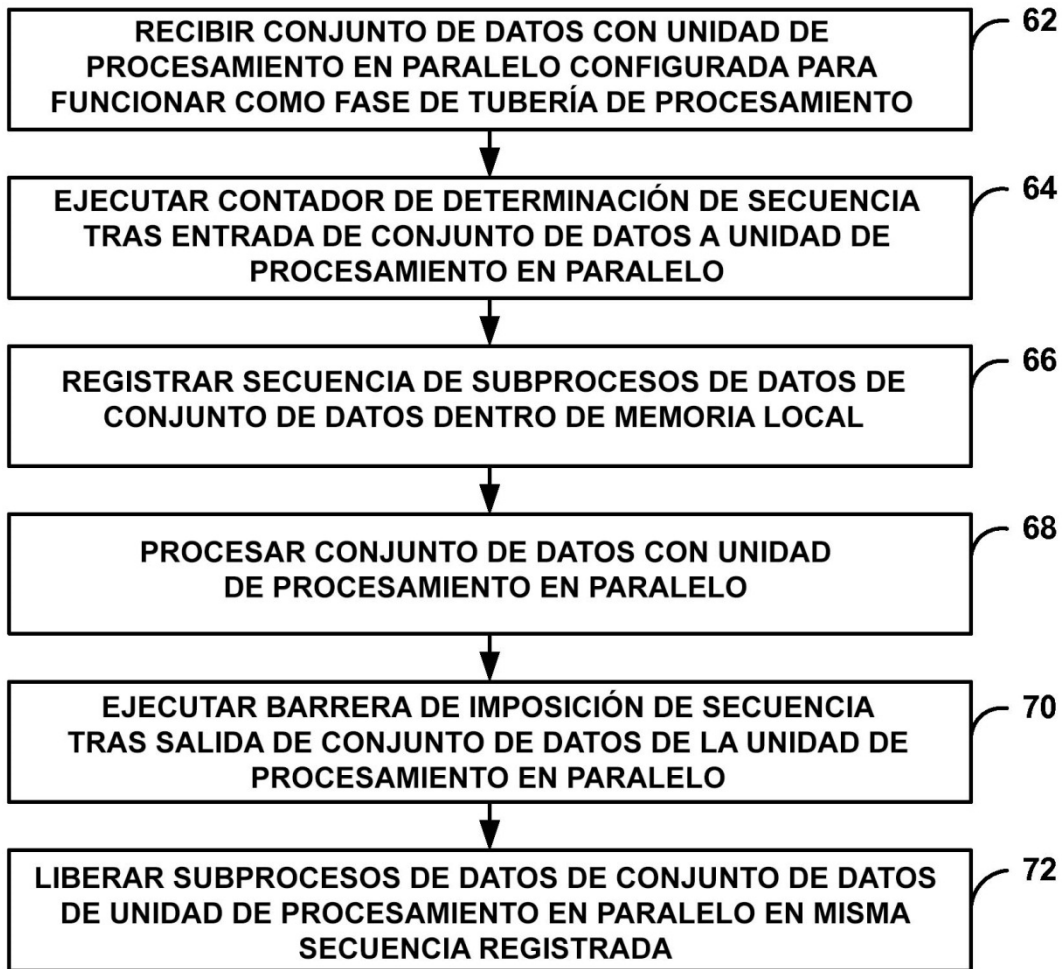 RECIBIR CONJUNTO DE DATOS CON UNIDAD DE
PROCESAMIENTO EN PARALELO CONFIGURADA PARA
FUNCIONAR COMO FASE DE TUBERÍA DE PROCESAMIENTO
62
EJECUTAR CONTADOR DE DETERMINACIÓN DE SECUENCIA
TRAS ENTRADA DE CONJUNTO DE DATOS A UNIDAD DE
PROCESAMIENTO EN PARALELO
64
REGISTRAR SECUENCIA DE SUBPROCESOS DE DATOS DE
CONJUNTO DE DATOS DENTRO DE MEMORIA LOCAL
66
PROCESAR CONJUNTO DE DATOS CON UNIDAD
DE PROCESAMIENTO EN PARALELO
68
EJECUTAR BARRERA DE IMPOSICIÓN DE SECUENCIA
TRAS SALIDA DE CONJUNTO DE DATOS DE LA UNIDAD DE
PROCESAMIENTO EN PARALELO
70
LIBERAR SUBPROCESOS DE DATOS DE CONJUNTO DE DATOS
DE UNIDAD DE PROCESAMIENTO EN PARALELO EN MISMA
SECUENCIA REGISTRADA
72